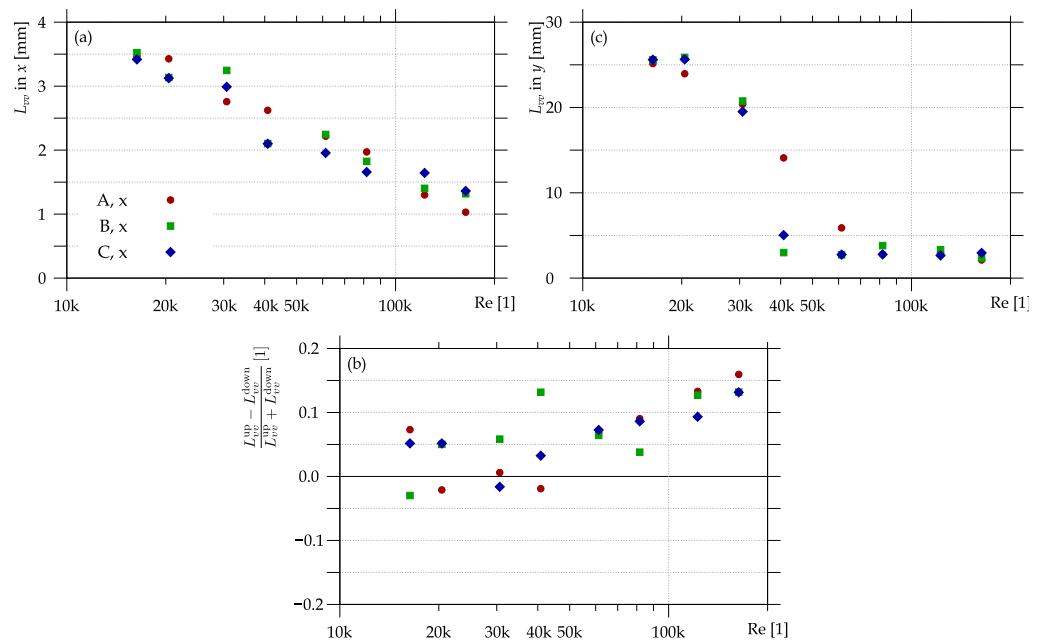 (a)
L_vv in x [mm]
4
3
2
1
0
A, x
B, x
C, x
10k 20k 30k 40k 50k 100k Re [1]
(c)
L_vv in y [mm]
30
20
10
0
10k 20k 30k 40k 50k 100k Re [1]
(b)
L_vv^up − L_vv^down [1]
L_vv^up + L_vv^down
0.2
0.1
0.0
−0.1
−0.2
10k 20k 30k 40k 50k 100k Re [1]